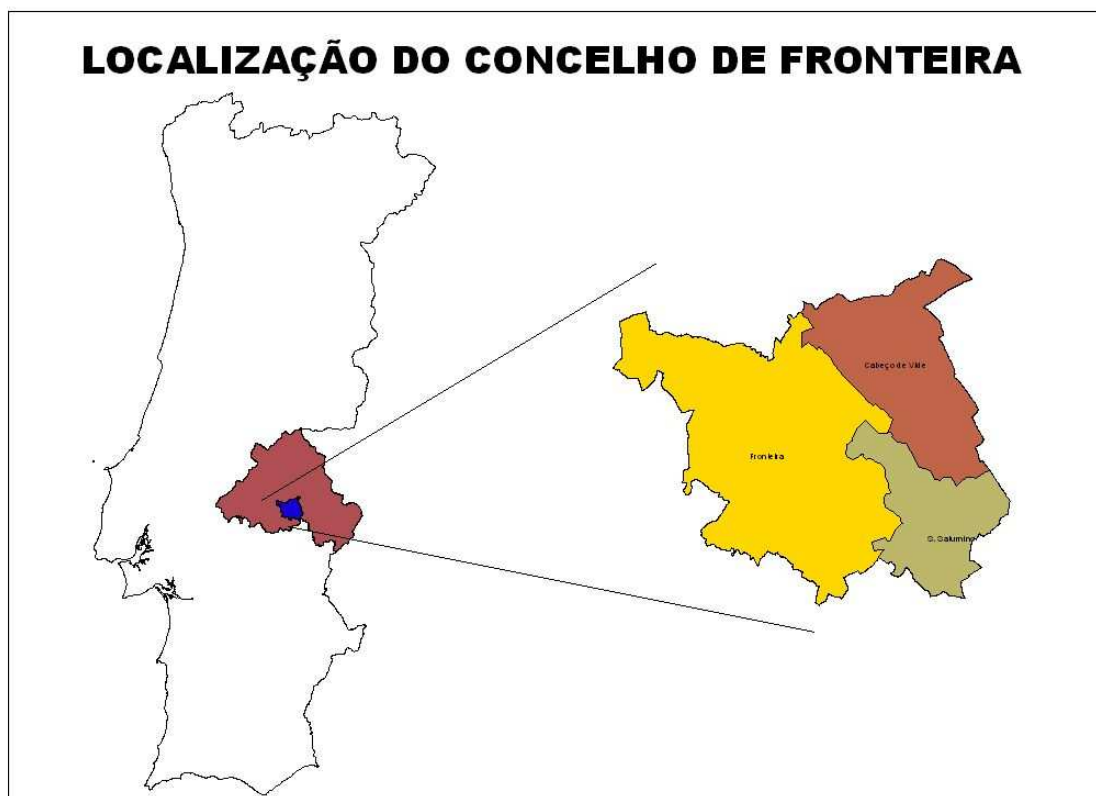 LOCALIZAÇÃO DO CONCELHO DE FRONTEIRA
Cabeço de Vide
Fronteira
S. Saturnino